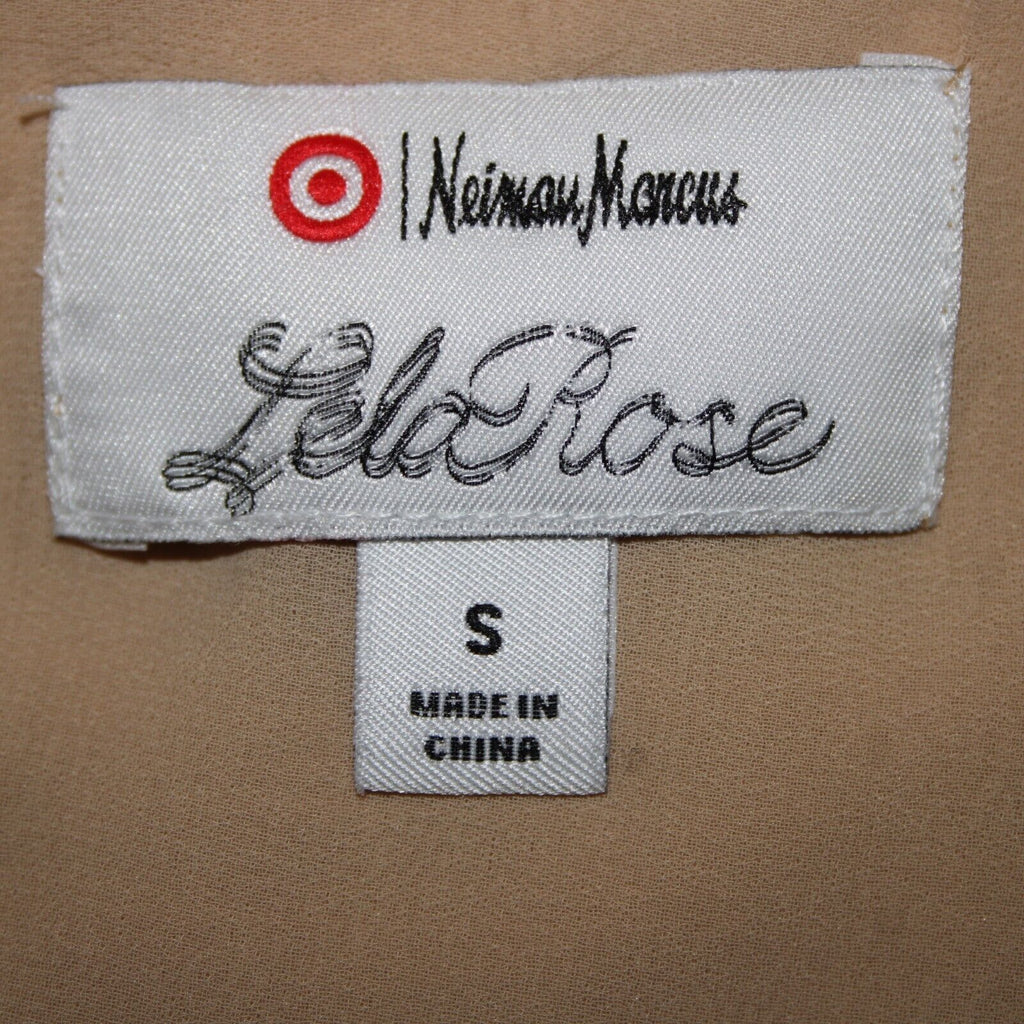 | Neiman Marcus
Lela Rose
S
MADE IN
CHINA